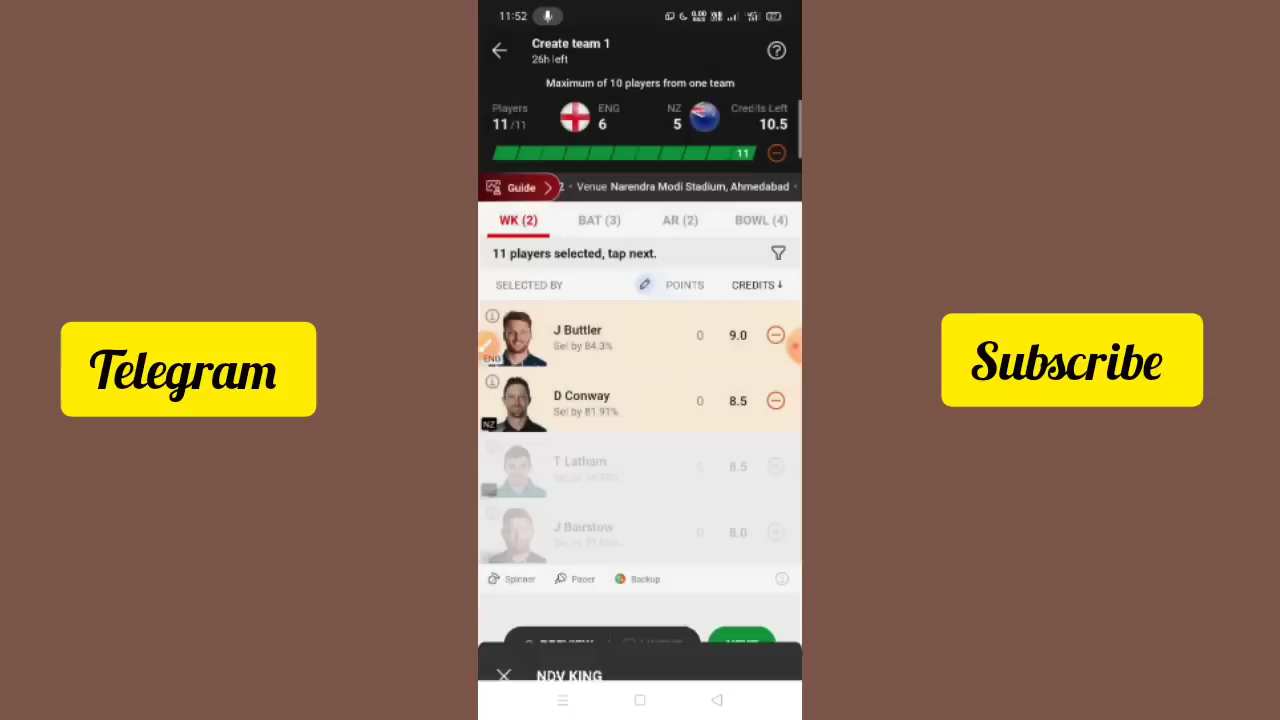 11:52
Create team 1
26h left
Maximum of 10 players from one team
Players
11/11
ENG
6
NZ
5
Credits Left
10.5
11
Guide
Venue Narendra Modi Stadium, Ahmedabad
WK (2)
BAT (3)
AR (2)
BOWL (4)
11 players selected, tap next.
SELECTED BY
POINTS
CREDITS ↓
J Buttler
Sel by 84.3%
0
9.0
ENG
D Conway
Sel by 81.91%
0
8.5
NZ
T Latham
0
8.5
J Bairstow
0
8.0
Spinner
Pacer
Backup
NDV KING
Telegram
Subscribe